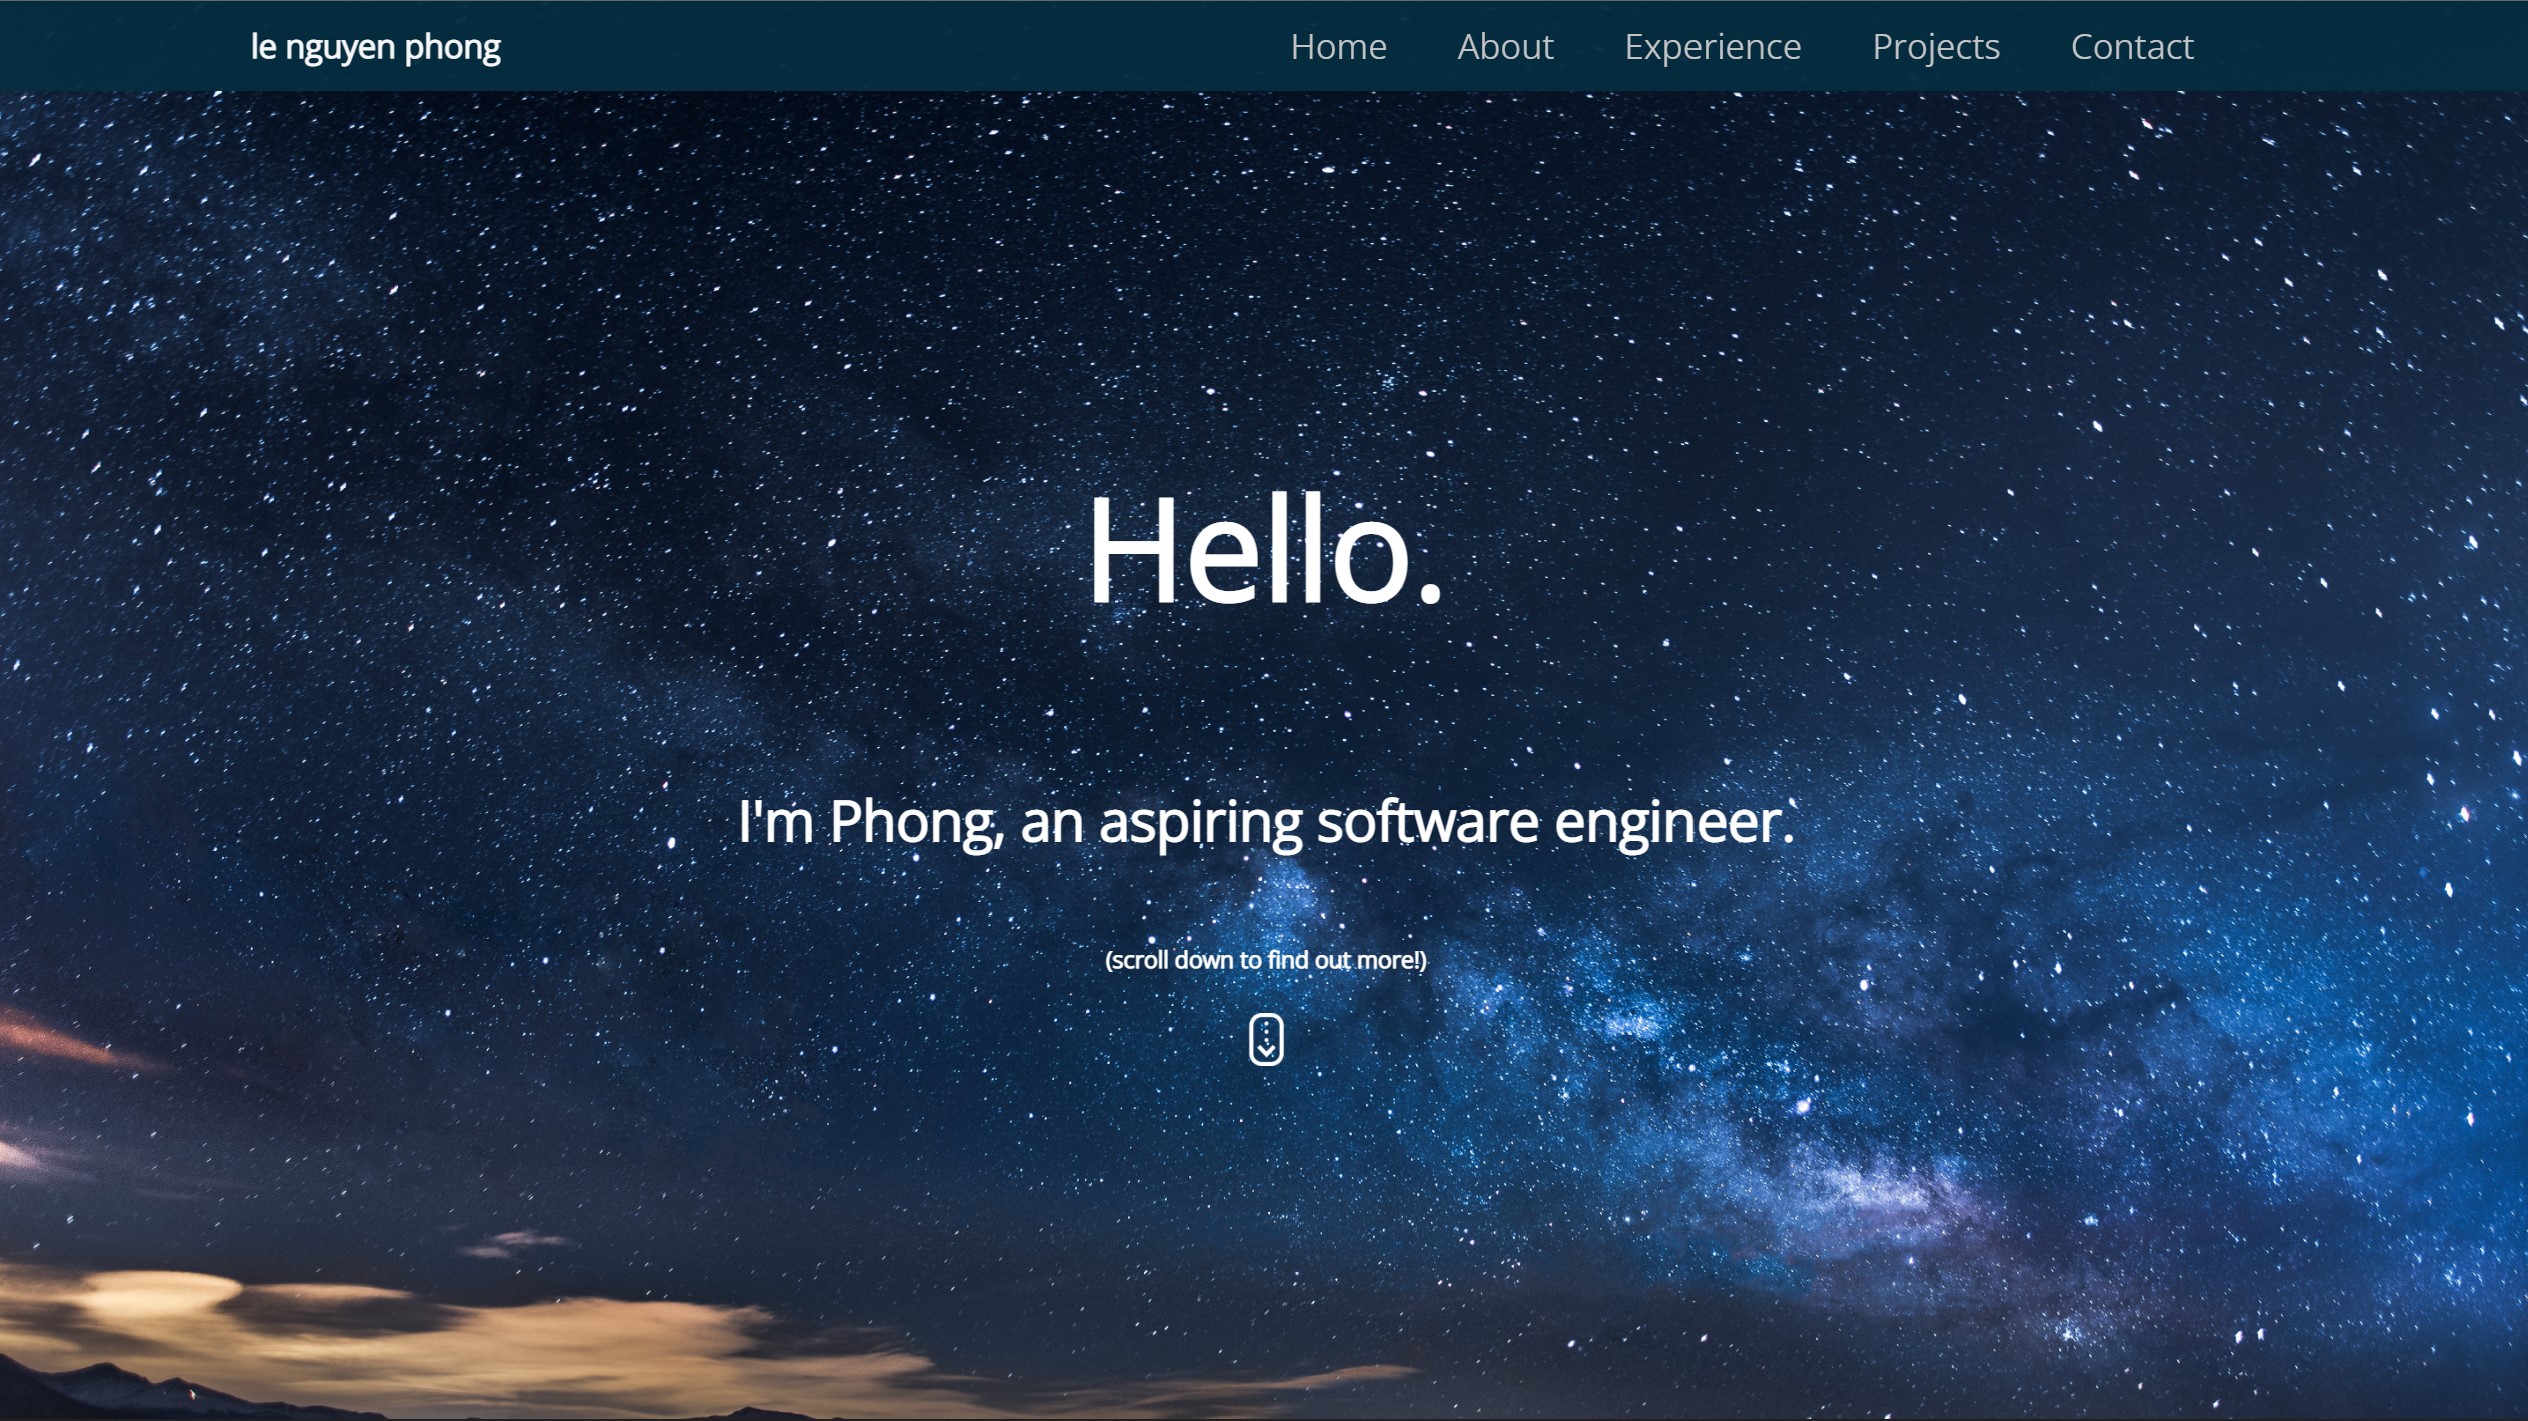 le nguyen phong
Home About Experience Projects Contact
Hello.
I'm Phong, an aspiring software engineer.
(scroll down to find out more!)